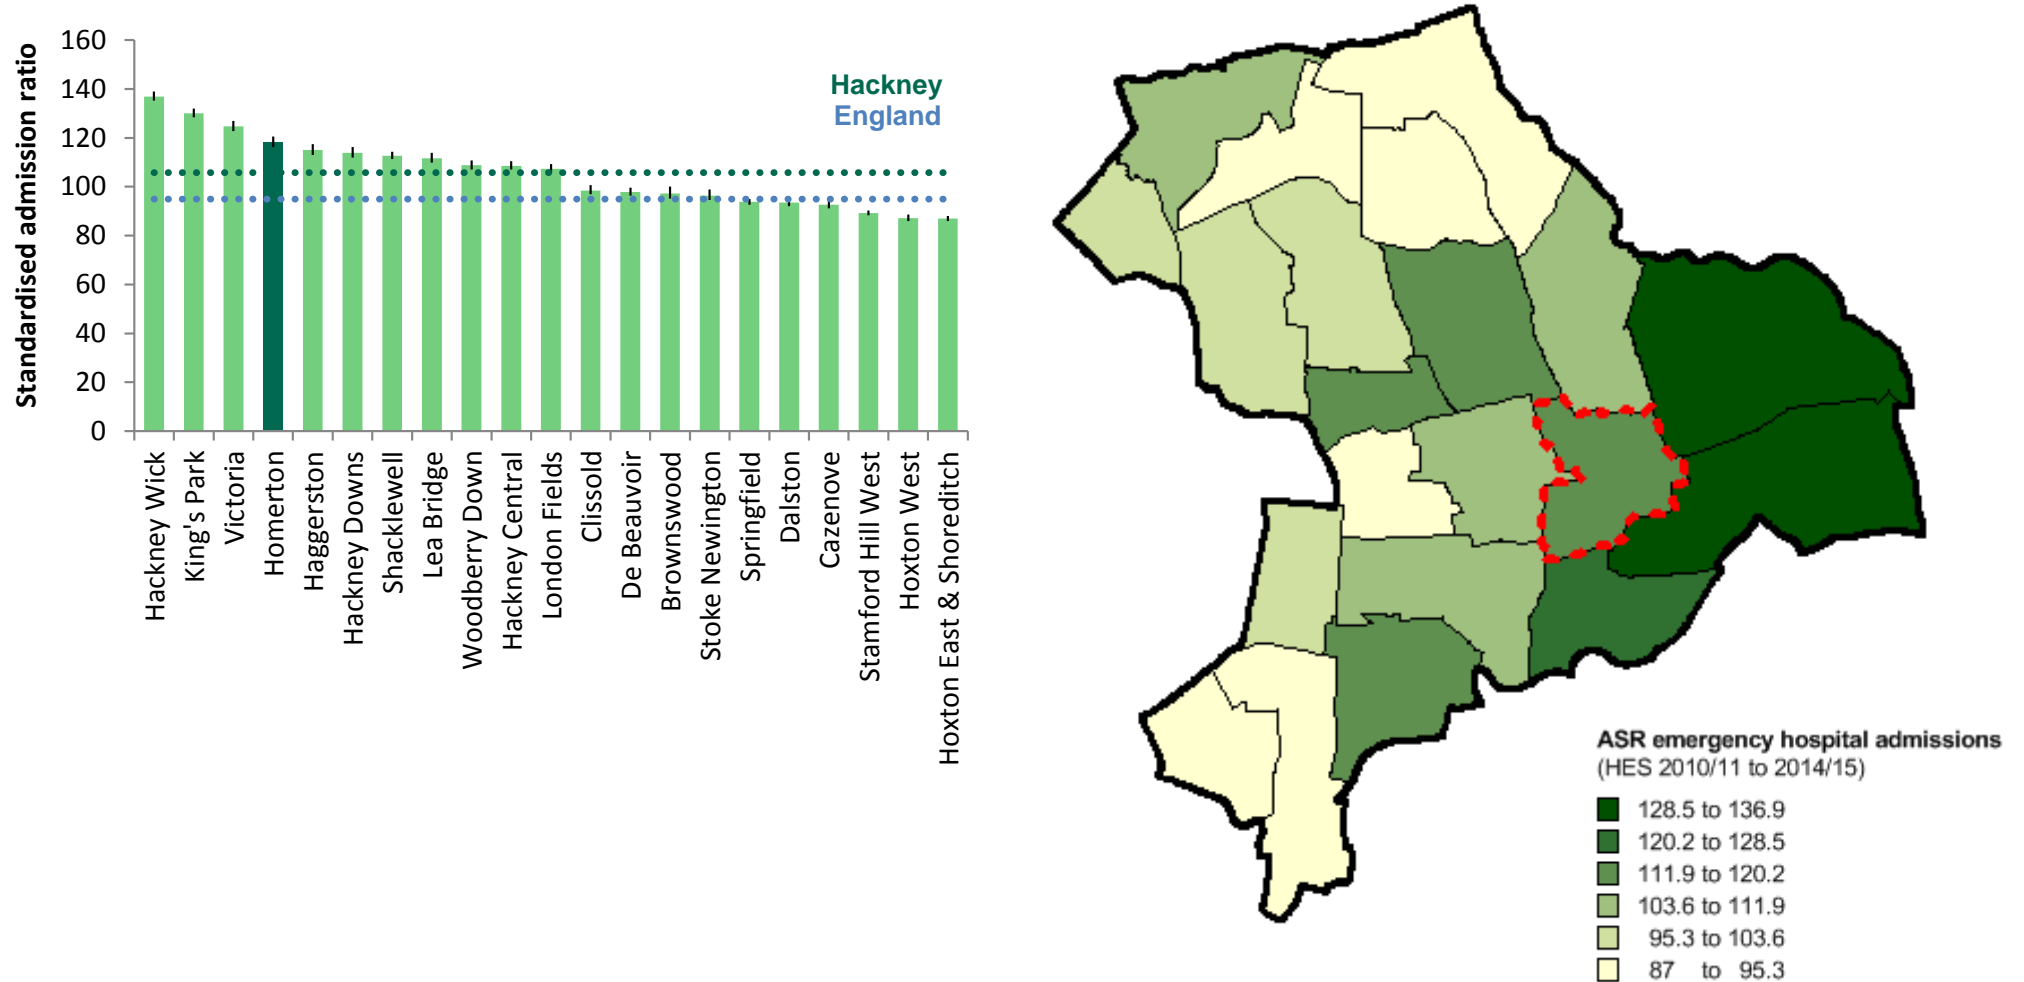 Standardised admission ratio
160
140
120
100
80
60
40
20
0
Hackney
England
Hackney Wick
King's Park
Victoria
Homerton
Haggerston
Hackney Downs
Shacklewell
Lea Bridge
Woodberry Down
Hackney Central
London Fields
Clissold
De Beauvoir
Brownswood
Stoke Newington
Springfield
Dalston
Cazenove
Stamford Hill West
Hoxton West
Hoxton East & Shoreditch
ASR emergency hospital admissions
(HES 2010/11 to 2014/15)
128.5 to 136.9
120.2 to 128.5
111.9 to 120.2
103.6 to 111.9
95.3 to 103.6
87 to 95.3